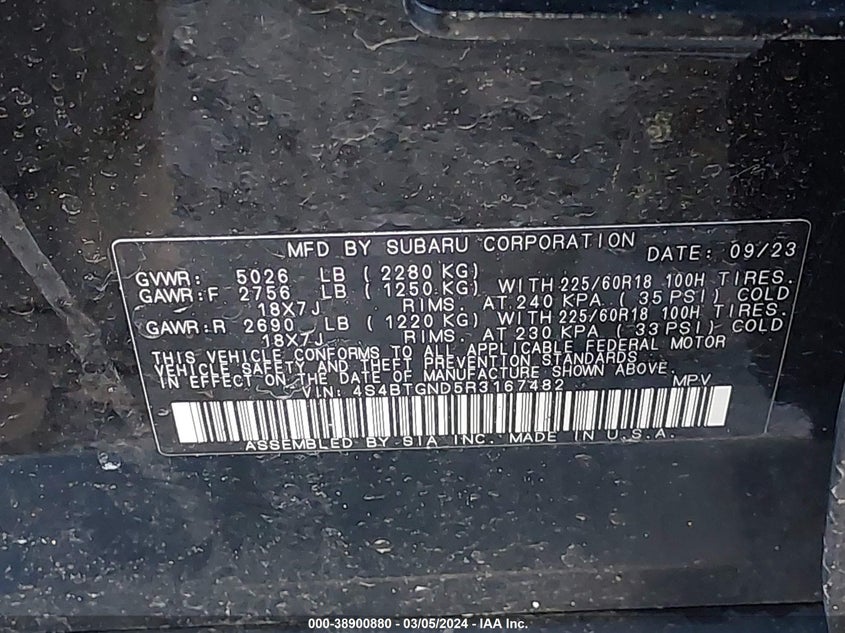 MFD BY SUBARU CORPORATION DATE: 09/23
GVWR: 5026 LB (2280 KG)
GAWR:F 2756 LB (1250 KG) WITH 225/60R18 100H TIRES.
18X7J RIMS. AT 240 KPA (35 PSI) COLD
GAWR:R 2690 LB (1220 KG) WITH 225/60R18 100H TIRES.
18X7J RIMS. AT 230 KPA (33 PSI) COLD
THIS VEHICLE CONFORMS TO ALL APPLICABLE FEDERAL MOTOR
VEHICLE SAFETY AND THEFT PREVENTION STANDARDS
IN EFFECT ON THE DATE OF MANUFACTURE SHOWN ABOVE.
VIN: 4S4BTGND5R3167482 MPV
ASSEMBLED BY SIA INC. MADE IN U.S.A.
000-38900880 - 03/05/2024 - IAA Inc.